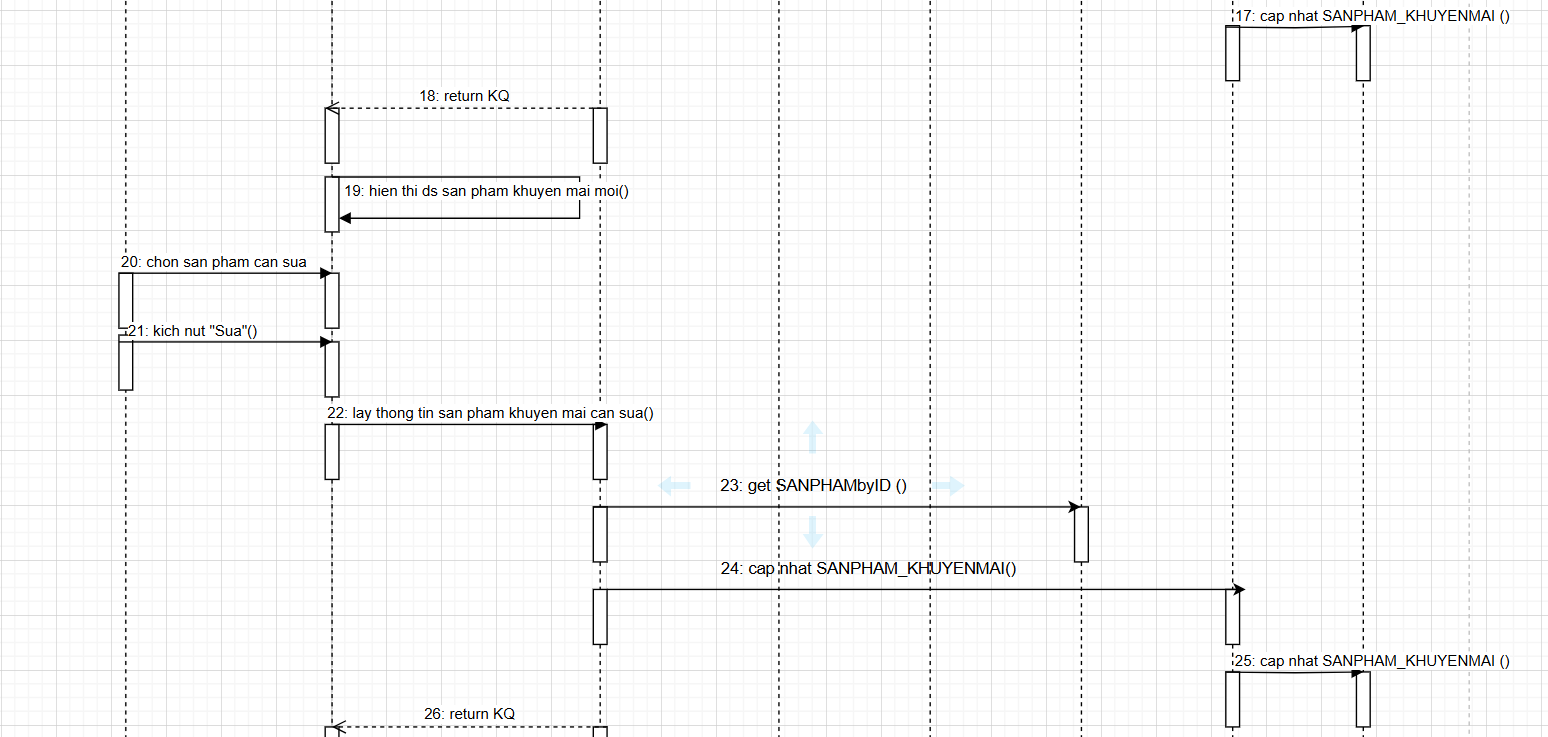 17: cap nhat SANPHAM_KHUYENMAI ()
18: return KQ
19: hien thi ds san pham khuyen mai moi()
20: chon san pham can sua
21: kich nut "Sua"()
22: lay thong tin san pham khuyen mai can sua()
23: get SANPHAMbyID ()
24: cap nhat SANPHAM_KHUYENMAI()
25: cap nhat SANPHAM_KHUYENMAI ()
26: return KQ